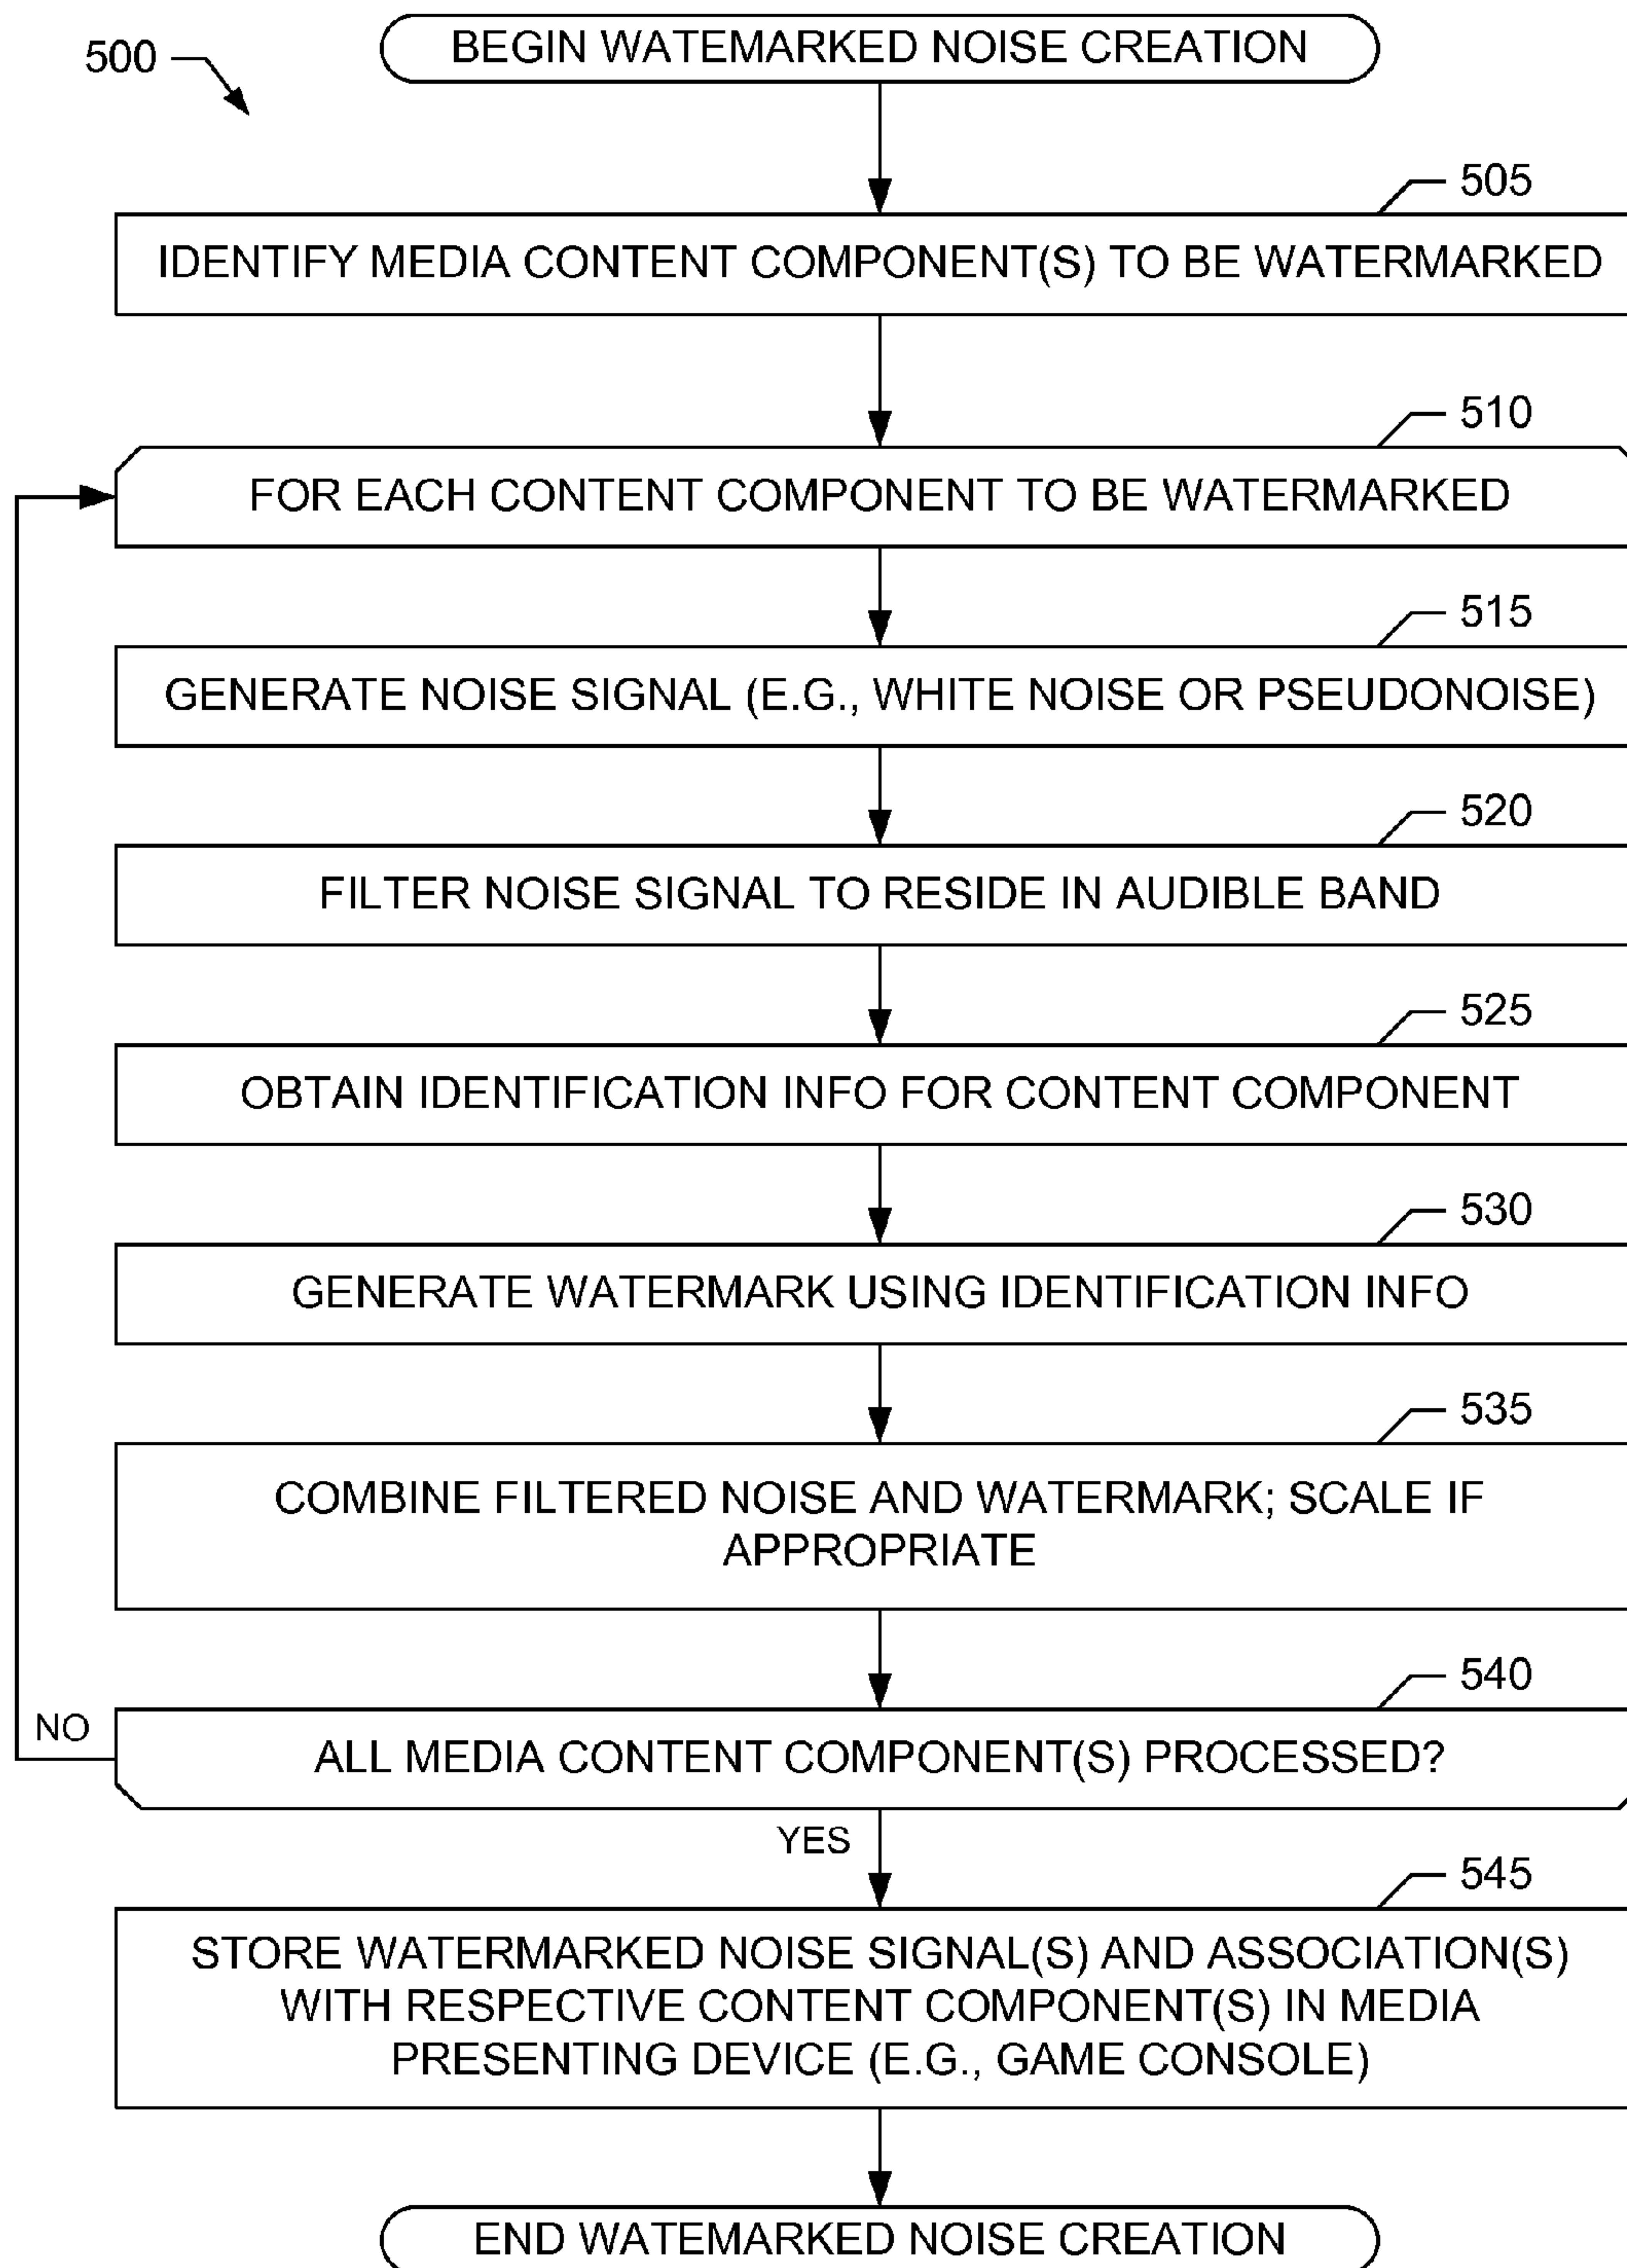 500
BEGIN WATEMARKED NOISE CREATION
505
IDENTIFY MEDIA CONTENT COMPONENT(S) TO BE WATERMARKED
510
FOR EACH CONTENT COMPONENT TO BE WATERMARKED
515
GENERATE NOISE SIGNAL (E.G., WHITE NOISE OR PSEUDONOISE)
520
FILTER NOISE SIGNAL TO RESIDE IN AUDIBLE BAND
525
OBTAIN IDENTIFICATION INFO FOR CONTENT COMPONENT
530
GENERATE WATERMARK USING IDENTIFICATION INFO
535
COMBINE FILTERED NOISE AND WATERMARK; SCALE IF
APPROPRIATE
540
NO
ALL MEDIA CONTENT COMPONENT(S) PROCESSED?
YES
545
STORE WATERMARKED NOISE SIGNAL(S) AND ASSOCIATION(S)
WITH RESPECTIVE CONTENT COMPONENT(S) IN MEDIA
PRESENTING DEVICE (E.G., GAME CONSOLE)
END WATEMARKED NOISE CREATION